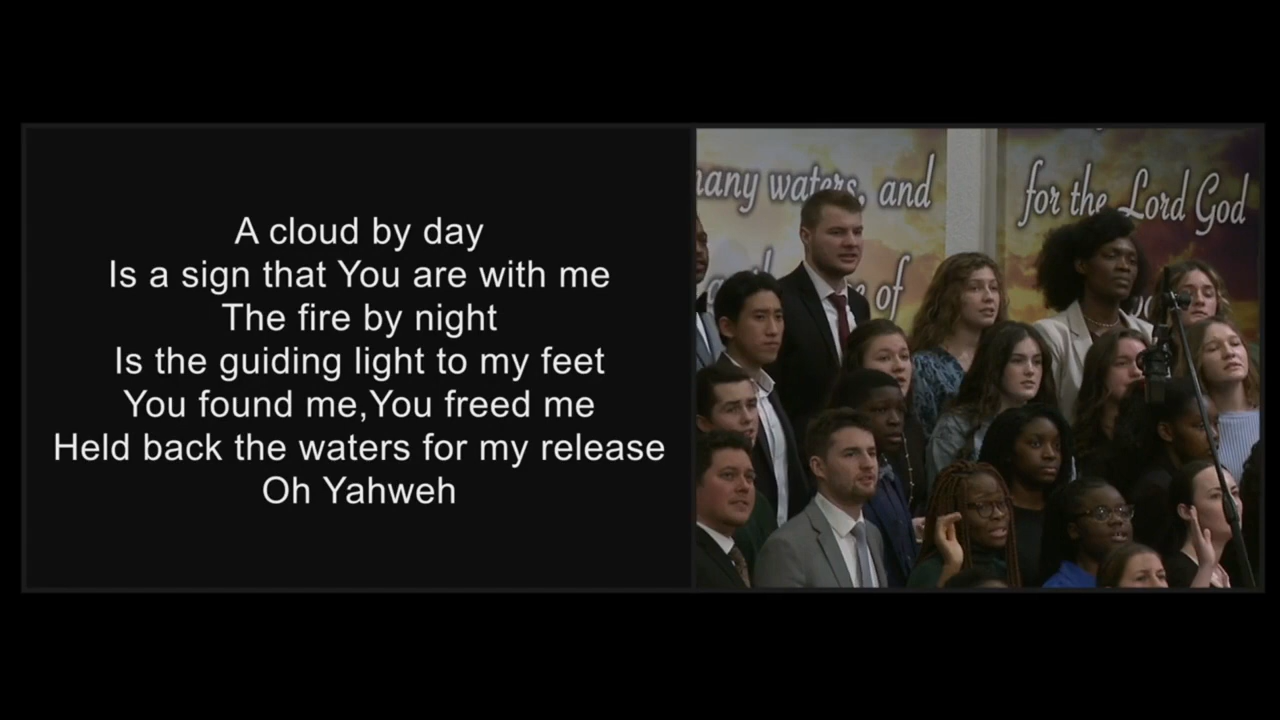 A cloud by day
Is a sign that You are with me
The fire by night
Is the guiding light to my feet
You found me,You freed me
Held back the waters for my release
Oh Yahweh
many waters, and
of
for the Lord God